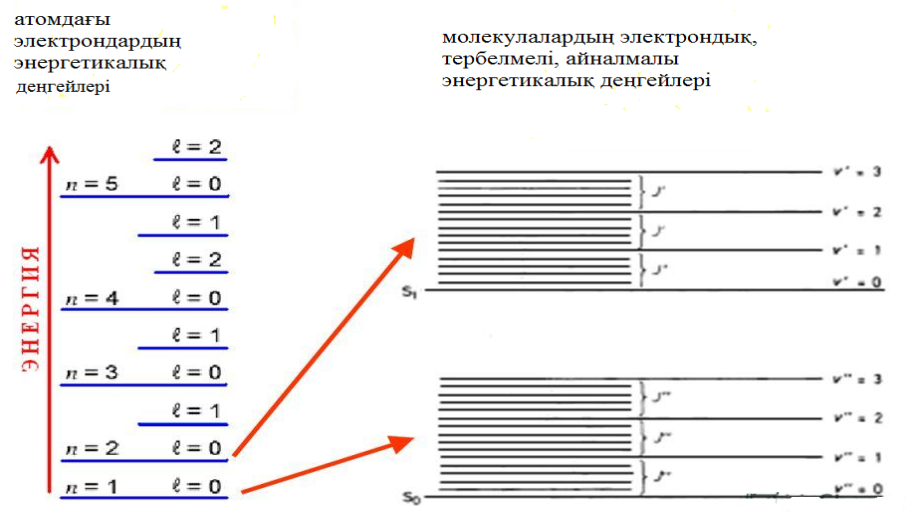 атомдағы
электрондардың
энергетикалық
деңгейлері
молекулалардың электрондық,
тербелмелі, айналмалы
энергетикалық деңгейлері
ЭНЕРГИЯ
ℓ = 2
n = 5 ℓ = 0
ℓ = 1
ℓ = 2
n = 4 ℓ = 0
ℓ = 1
n = 3 ℓ = 0
ℓ = 1
n = 2 ℓ = 0
n = 1 ℓ = 0
v' = 3
J'
v' = 2
J'
v' = 1
J'
S₁ v' = 0
v" = 3
J"
v" = 2
J"
v" = 1
J"
S₀ v" = 0